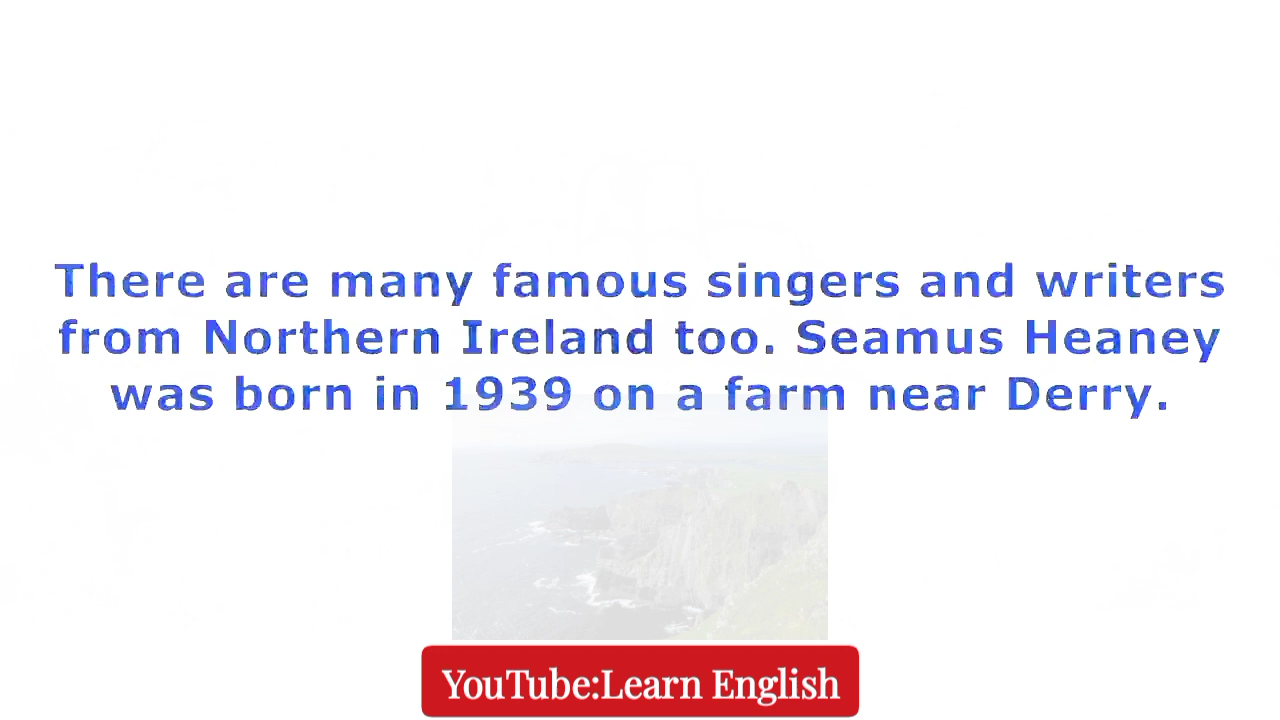 There are many famous singers and writers
from Northern Ireland too. Seamus Heaney
was born in 1939 on a farm near Derry.
YouTube:Learn English